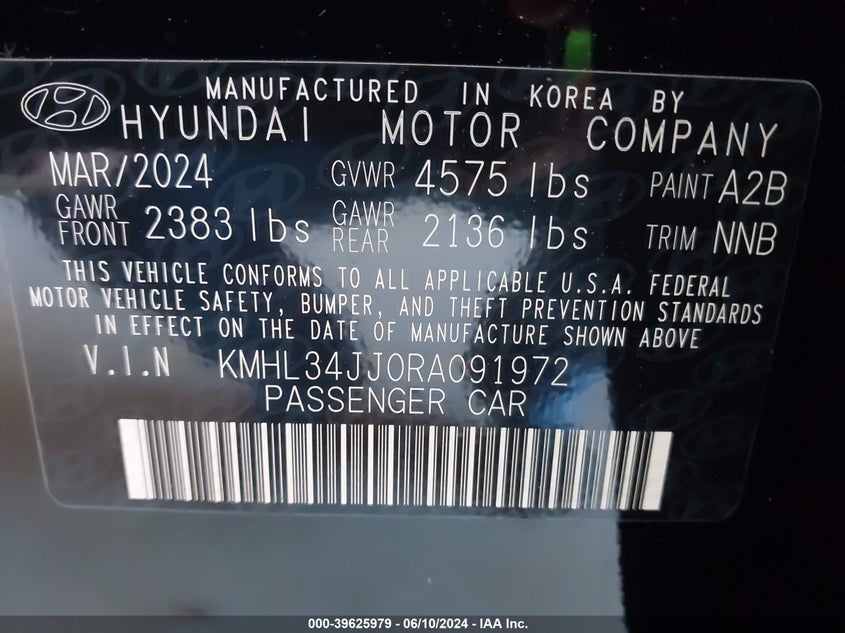 MANUFACTURED IN KOREA BY
HYUNDAI MOTOR COMPANY
MAR/2024 GVWR 4575 lbs PAINT A2B
GAWR FRONT 2383 lbs GAWR REAR 2136 lbs TRIM NNB
THIS VEHICLE CONFORMS TO ALL APPLICABLE U.S.A. FEDERAL
MOTOR VEHICLE SAFETY, BUMPER, AND THEFT PREVENTION STANDARDS
IN EFFECT ON THE DATE OF MANUFACTURE SHOWN ABOVE
V.I.N KMHL34JJ0RA091972
PASSENGER CAR
000-39625979 - 06/10/2024 - IAA Inc.